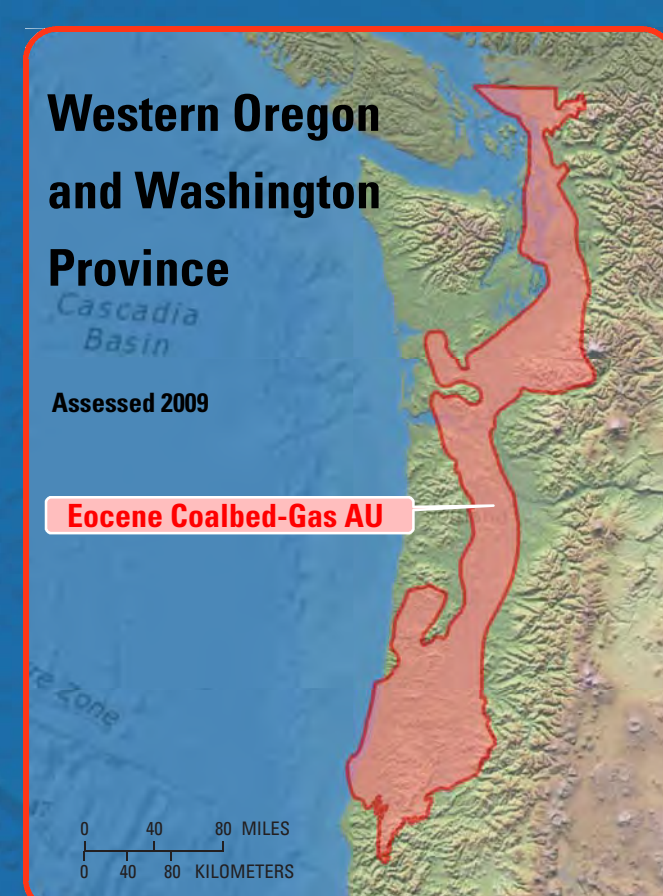 Western Oregon
and Washington
Province
Cascadia
Basin
Assessed 2009
Eocene Coalbed-Gas AU
Zone
0 40 80 MILES
0 40 80 KILOMETERS